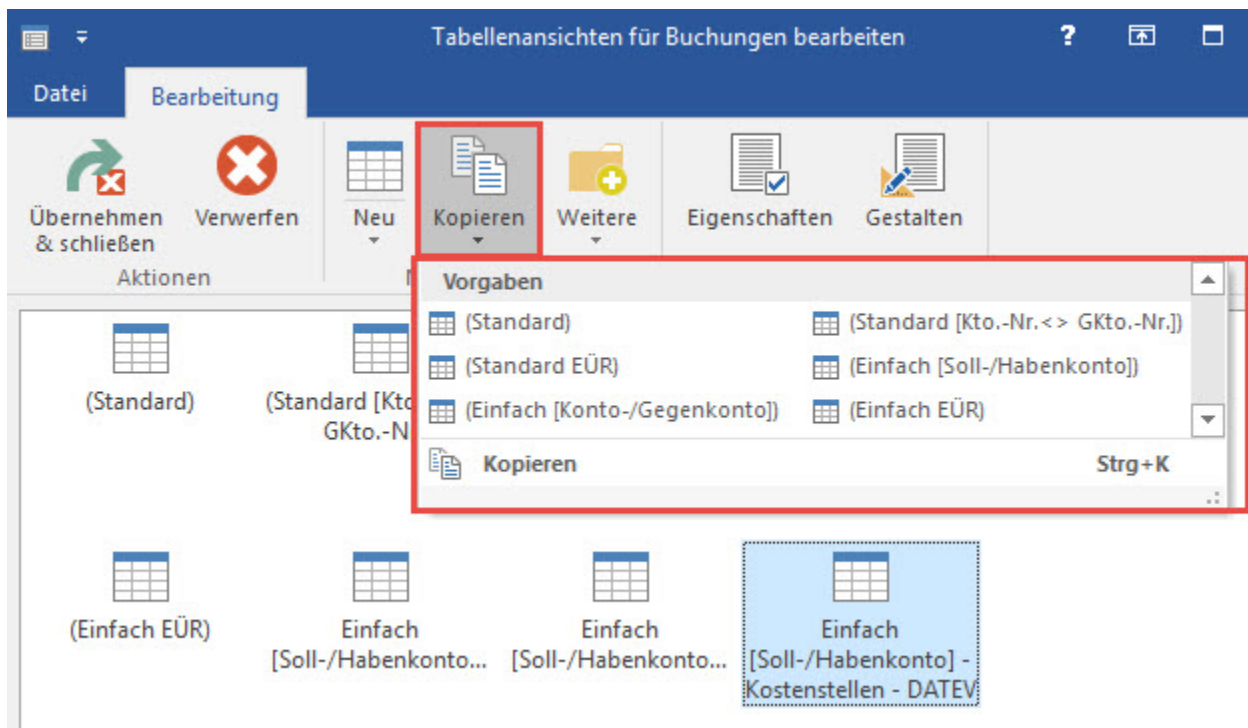 Tabellenansichten für Buchungen bearbeiten ?
Datei Bearbeitung
Übernehmen & schließen
Verwerfen
Neu
Kopieren
Weitere
Eigenschaften
Gestalten
Aktionen
Vorgaben
(Standard) (Standard [Kto.-Nr.<> GKto.-Nr.])
(Standard EÜR) (Einfach [Soll-/Habenkonto])
(Einfach [Konto-/Gegenkonto]) (Einfach EÜR)
Kopieren Strg+K
(Standard)
(Standard [Kto
GKto.-N
(Einfach EÜR)
Einfach
[Soll-/Habenkonto...
Einfach
[Soll-/Habenkonto...
Einfach
[Soll-/Habenkonto] -
Kostenstellen - DATEV